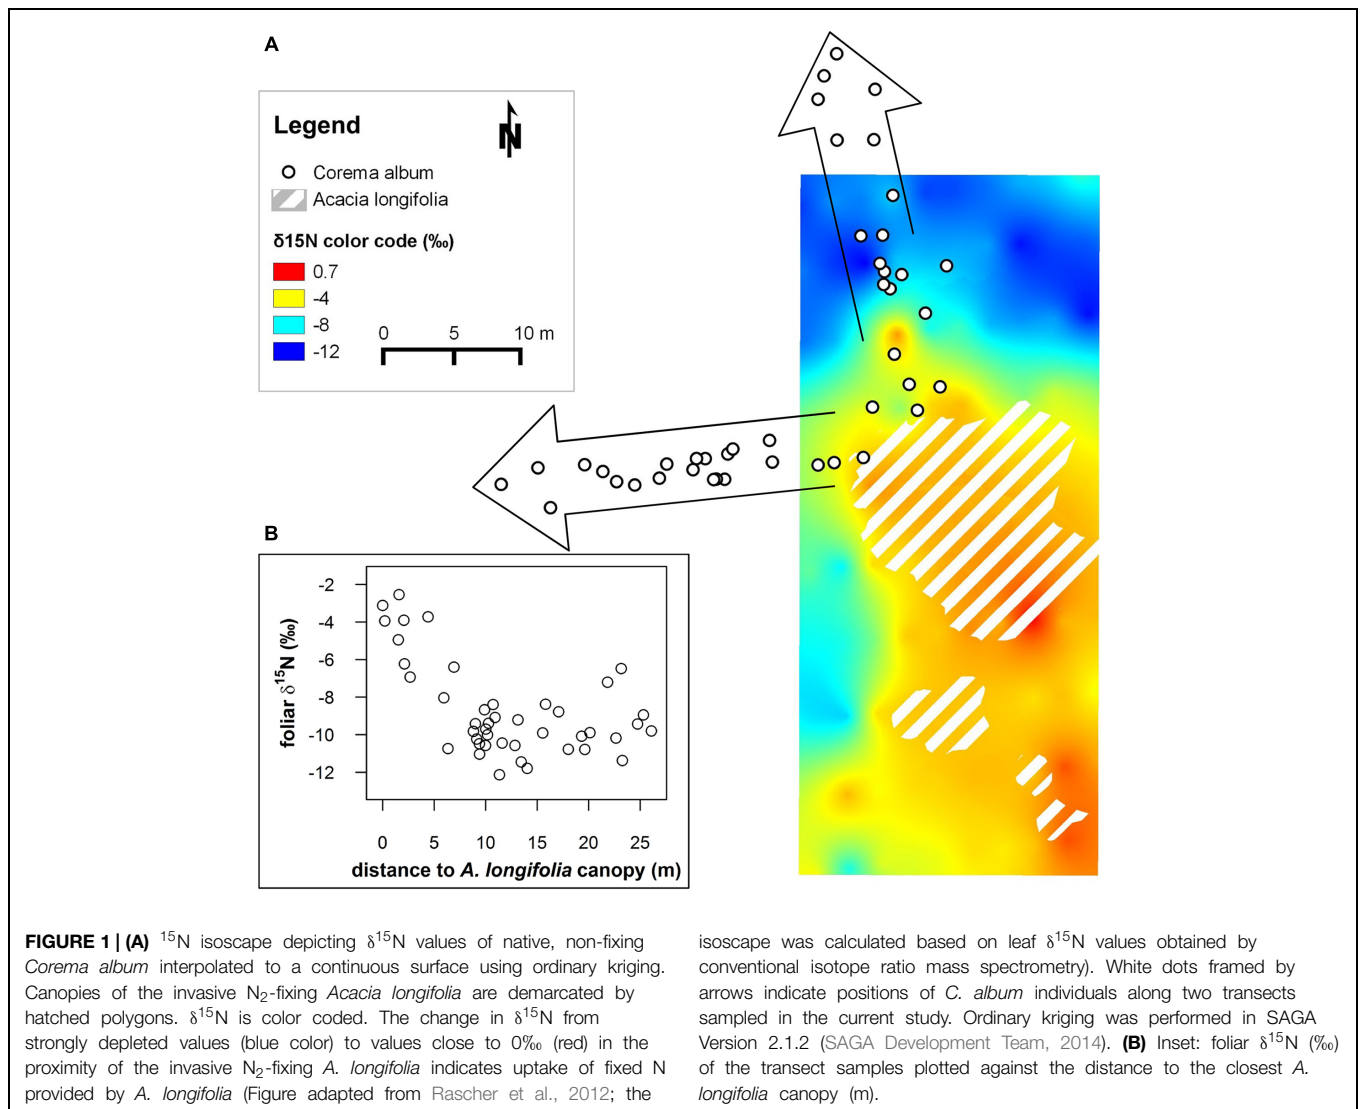 A
Legend
N
Corema album
Acacia longifolia
δ15N color code (‰)
0.7
-4
-8
-12
0 5 10 m
B
-2
-4
-6
-8
-10
-12
foliar δ15N (‰)
0 5 10 15 20 25
distance to A. longifolia canopy (m)
FIGURE 1 | (A) 15N isoscape depicting δ15N values of native, non-fixing
Corema album interpolated to a continuous surface using ordinary kriging.
Canopies of the invasive N2-fixing Acacia longifolia are demarcated by
hatched polygons. δ15N is color coded. The change in δ15N from
strongly depleted values (blue color) to values close to 0‰ (red) in the
proximity of the invasive N2-fixing A. longifolia indicates uptake of fixed N
provided by A. longifolia (Figure adapted from Rascher et al., 2012; the
isoscape was calculated based on leaf δ15N values obtained by
conventional isotope ratio mass spectrometry). White dots framed by
arrows indicate positions of C. album individuals along two transects
sampled in the current study. Ordinary kriging was performed in SAGA
Version 2.1.2 (SAGA Development Team, 2014). (B) Inset: foliar δ15N (‰)
of the transect samples plotted against the distance to the closest A.
longifolia canopy (m).